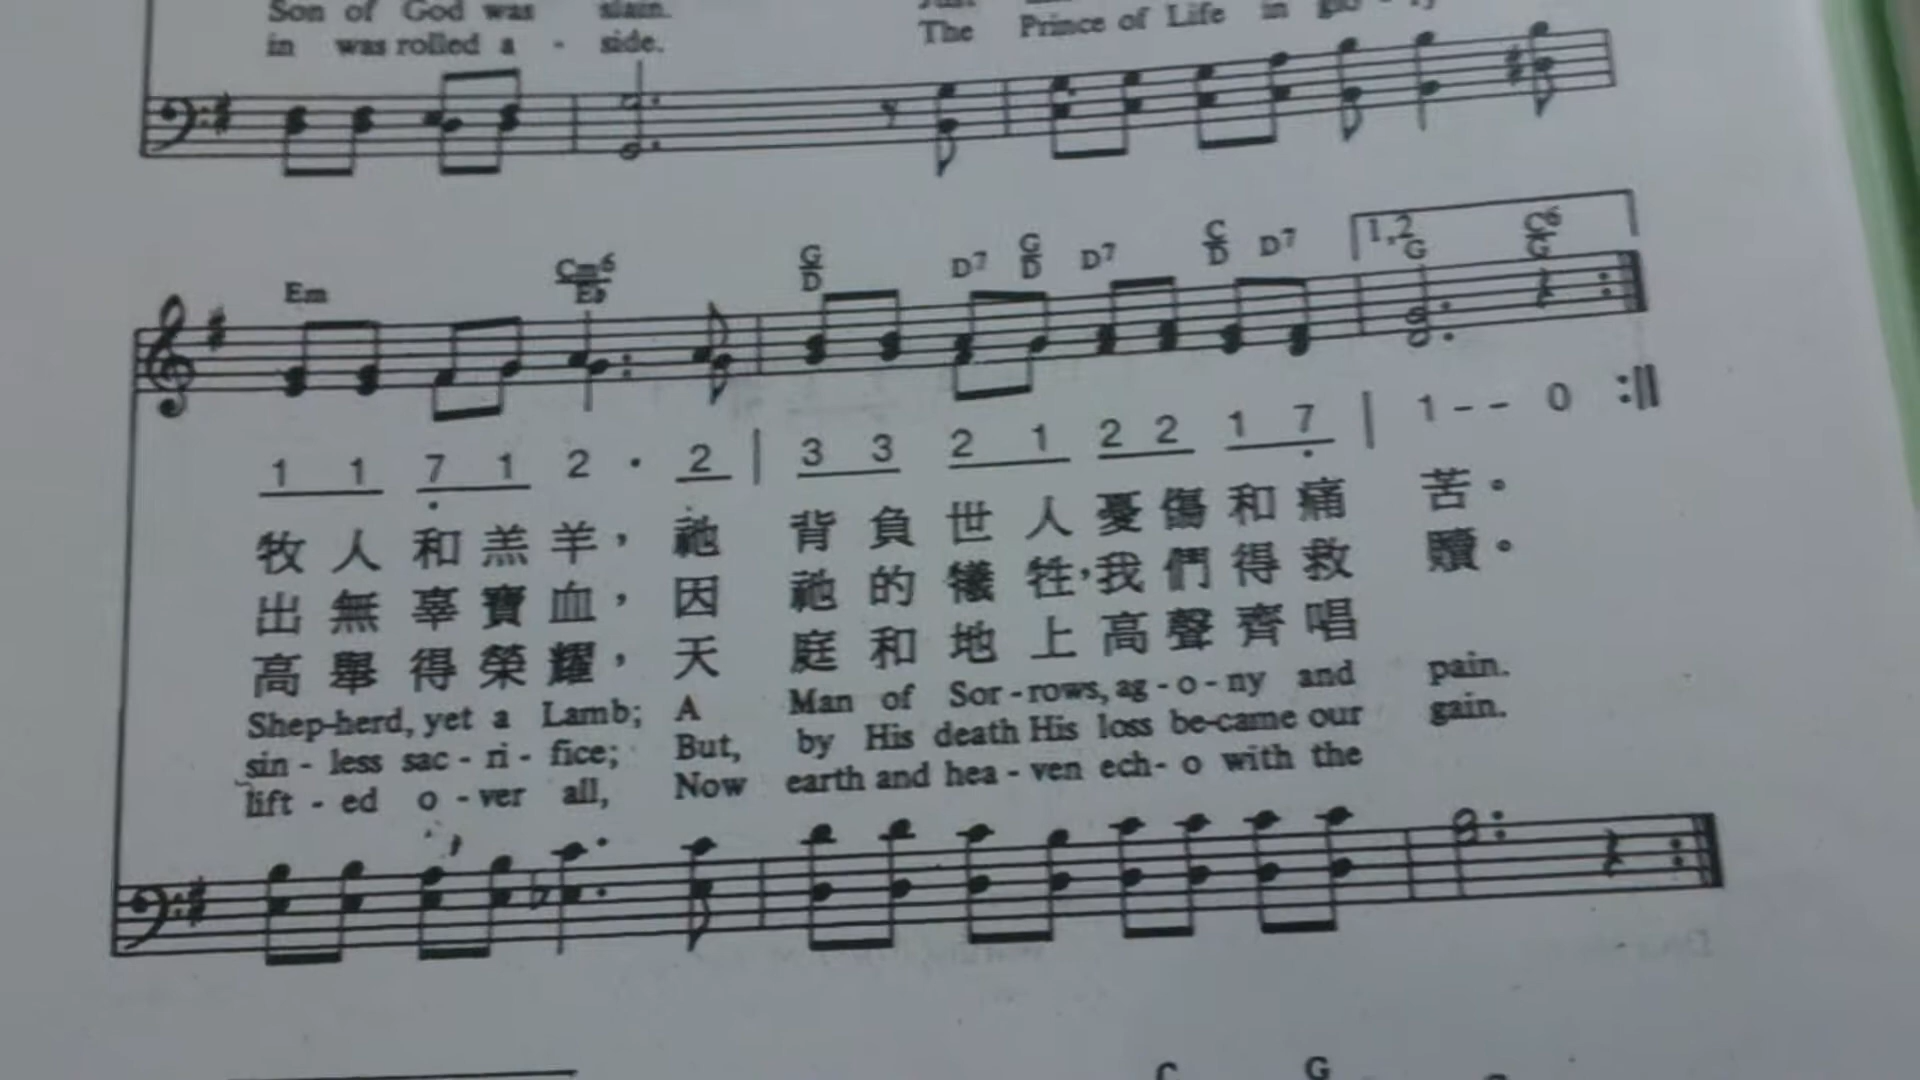 Son of God was slain.
in was rolled a - side. The Prince of Life in
Em Cm6/Eb G/D D7 G/D D7 C/D D7 1,2 G C6/G
1 1 7 1 2 · 2 | 3 3 2 1 2 2 1 7 | 1 - - 0 :||
牧人和羔羊，祂背負世人憂傷和痛苦。
出無辜寶血，因祂的犧牲，我們得救贖。
高舉得榮耀，天庭和地上高聲齊唱
Shep-herd, yet a Lamb; A Man of Sor-rows, ag-o-ny and pain.
sin - less sac - ri - fice; But, by His death His loss be-came our gain.
lift - ed o - ver all, Now earth and hea - ven ech- o with the
C G